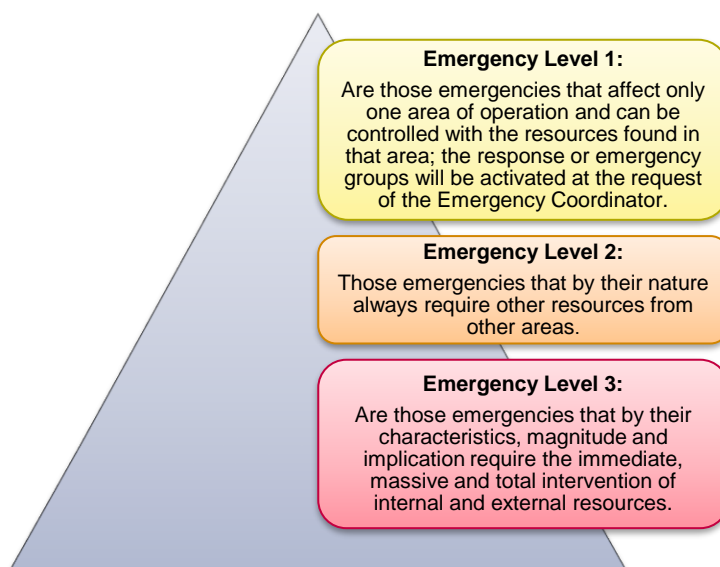 Emergency Level 1:
Are those emergencies that affect only
one area of operation and can be
controlled with the resources found in
that area; the response or emergency
groups will be activated at the request
of the Emergency Coordinator.
Emergency Level 2:
Those emergencies that by their nature
always require other resources from
other areas.
Emergency Level 3:
Are those emergencies that by their
characteristics, magnitude and
implication require the immediate,
massive and total intervention of
internal and external resources.